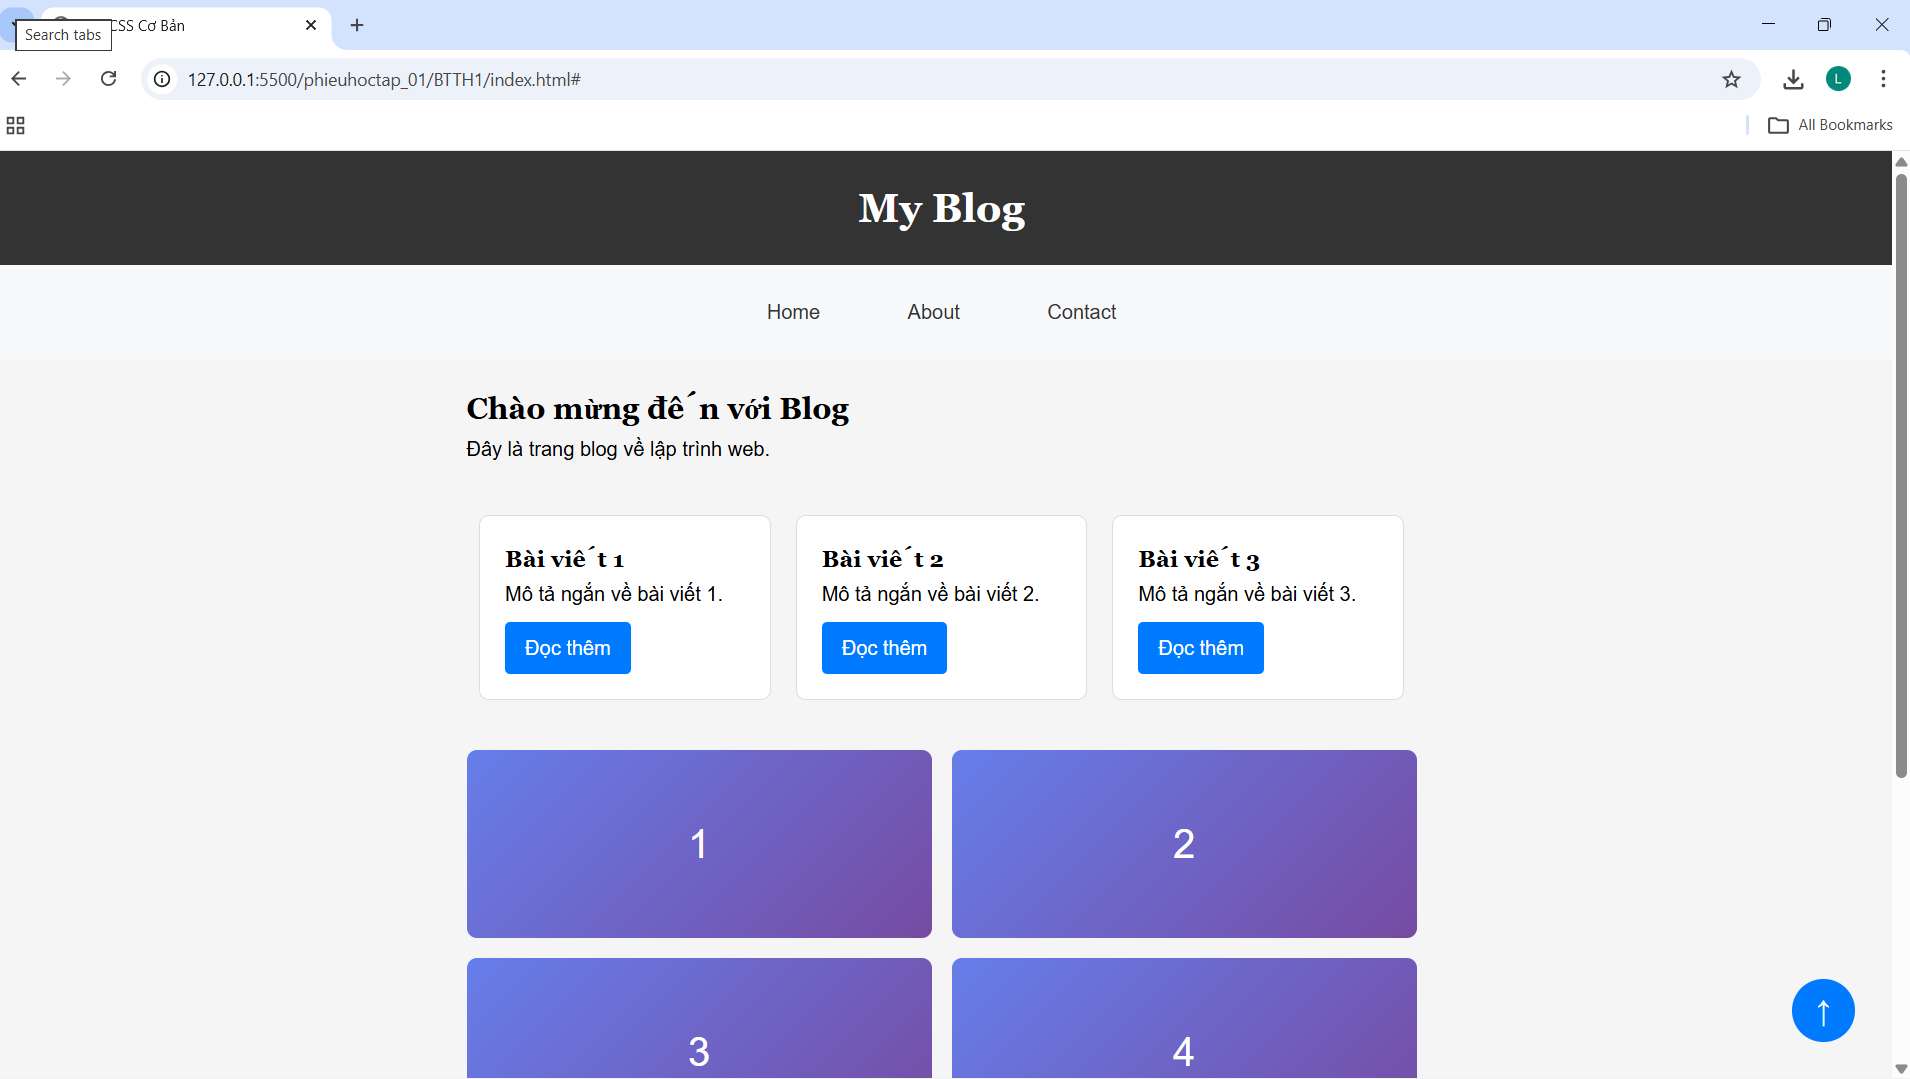 Search tabs
CSS Cơ Bản
127.0.0.1:5500/phieuhoctap_01/BTTH1/index.html#
L
All Bookmarks
My Blog
Home About Contact
Chào mừng đến với Blog
Đây là trang blog về lập trình web.
Bài viết 1 Bài viết 2 Bài viết 3
Mô tả ngắn về bài viết 1. Mô tả ngắn về bài viết 2. Mô tả ngắn về bài viết 3.
Đọc thêm Đọc thêm Đọc thêm
1 2
3 4
↑